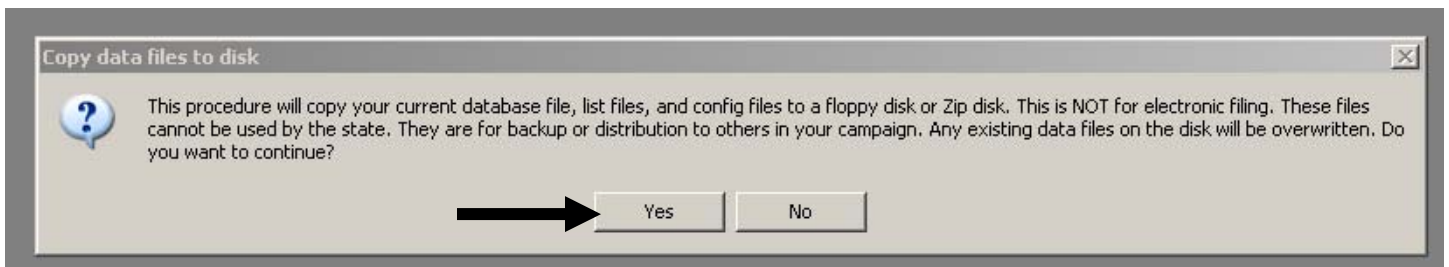 Copy data files to disk
This procedure will copy your current database file, list files, and config files to a floppy disk or Zip disk. This is NOT for electronic filing. These files
cannot be used by the state. They are for backup or distribution to others in your campaign. Any existing data files on the disk will be overwritten. Do
you want to continue?
Yes No